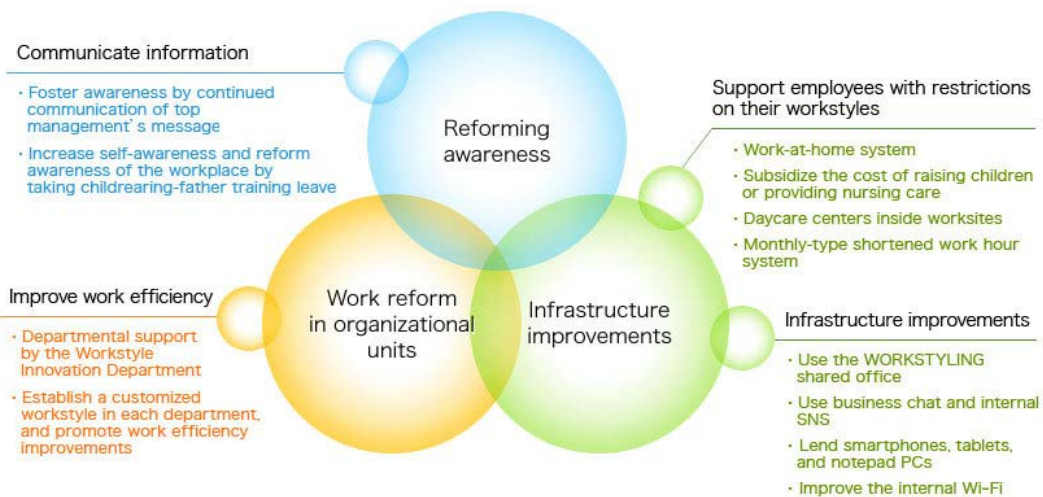 Communicate information
・Foster awareness by continued
communication of top
management's message
・Increase self-awareness and reform
awareness of the workplace by
taking childrearing-father training leave
Reforming
awareness
Support employees with restrictions
on their workstyles
・Work-at-home system
・Subsidize the cost of raising children
or providing nursing care
・Daycare centers inside worksites
・Monthly-type shortened work hour
system
Improve work efficiency
・Departmental support
by the Workstyle
Innovation Department
・Establish a customized
workstyle in each department,
and promote work efficiency
improvements
Work reform
in organizational
units
Infrastructure
improvements
Infrastructure improvements
・Use the WORKSTYLING
shared office
・Use business chat and internal
SNS
・Lend smartphones, tablets,
and notepad PCs
・Improve the internal Wi-Fi